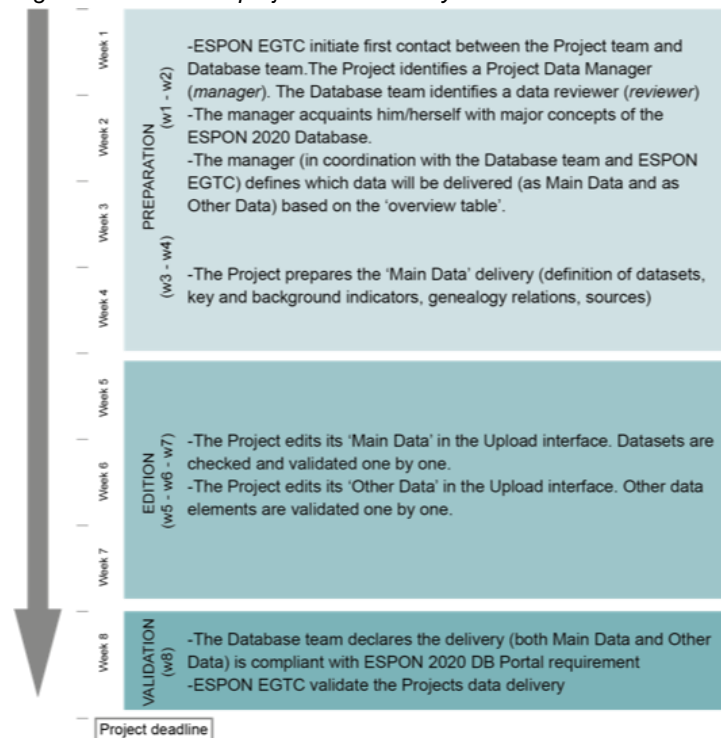 Week 1
Week 2
Week 3
Week 4
PREPARATION
(w1 - w2)
(w3 - w4)
-ESPON EGTC initiate first contact between the Project team and
Database team.The Project identifies a Project Data Manager
(manager). The Database team identifies a data reviewer (reviewer)
-The manager acquaints him/herself with major concepts of the
ESPON 2020 Database.
-The manager (in coordination with the Database team and ESPON
EGTC) defines which data will be delivered (as Main Data and as
Other Data) based on the 'overview table'.
-The Project prepares the 'Main Data' delivery (definition of datasets,
key and background indicators, genealogy relations, sources)
Week 5
Week 6
Week 7
EDITION
(w5 - w6 - w7)
-The Project edits its 'Main Data' in the Upload interface. Datasets are
checked and validated one by one.
-The Project edits its 'Other Data' in the Upload interface. Other data
elements are validated one by one.
Week 8
VALIDATION
(w8)
-The Database team declares the delivery (both Main Data and Other
Data) is compliant with ESPON 2020 DB Portal requirement
-ESPON EGTC validate the Projects data delivery
Project deadline